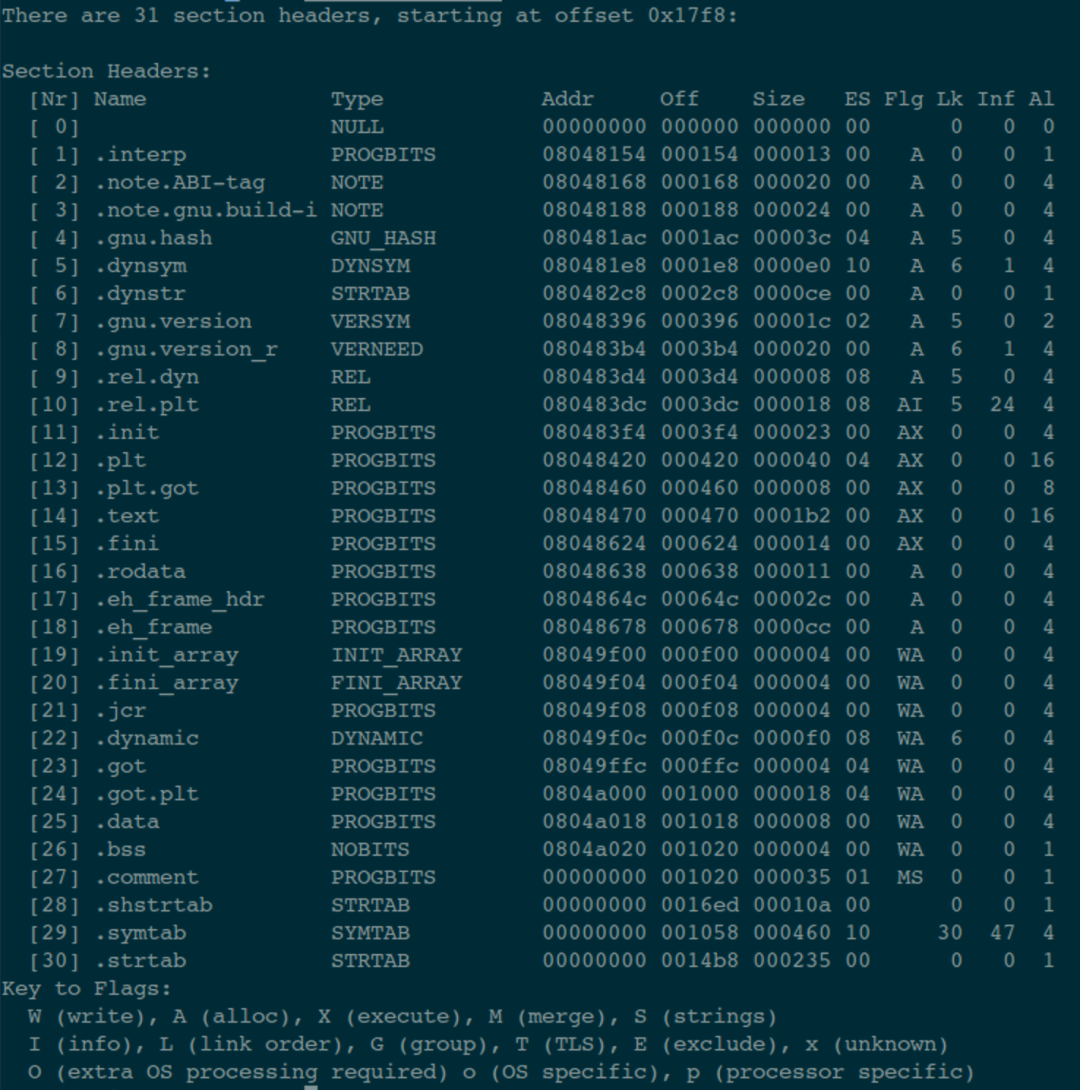 There are 31 section headers, starting at offset 0x17f8:

Section Headers:
  [Nr] Name              Type            Addr     Off    Size   ES Flg Lk Inf Al
  [ 0]                   NULL            00000000 000000 000000 00      0   0  0
  [ 1] .interp           PROGBITS        08048154 000154 000013 00   A  0   0  1
  [ 2] .note.ABI-tag     NOTE            08048168 000168 000020 00   A  0   0  4
  [ 3] .note.gnu.build-i NOTE            08048188 000188 000024 00   A  0   0  4
  [ 4] .gnu.hash         GNU_HASH        080481ac 0001ac 00003c 04   A  5   0  4
  [ 5] .dynsym           DYNSYM          080481e8 0001e8 0000e0 10   A  6   1  4
  [ 6] .dynstr           STRTAB          080482c8 0002c8 0000ce 00   A  0   0  1
  [ 7] .gnu.version      VERSYM          08048396 000396 00001c 02   A  5   0  2
  [ 8] .gnu.version_r    VERNEED         080483b4 0003b4 000020 00   A  6   1  4
  [ 9] .rel.dyn          REL             080483d4 0003d4 000008 08   A  5   0  4
  [10] .rel.plt          REL             080483dc 0003dc 000018 08  AI  5  24  4
  [11] .init             PROGBITS        080483f4 0003f4 000023 00  AX  0   0  4
  [12] .plt              PROGBITS        08048420 000420 000040 04  AX  0   0 16
  [13] .plt.got          PROGBITS        08048460 000460 000008 00  AX  0   0  8
  [14] .text             PROGBITS        08048470 000470 0001b2 00  AX  0   0 16
  [15] .fini             PROGBITS        08048624 000624 000014 00  AX  0   0  4
  [16] .rodata           PROGBITS        08048638 000638 000011 00   A  0   0  4
  [17] .eh_frame_hdr     PROGBITS        0804864c 00064c 00002c 00   A  0   0  4
  [18] .eh_frame         PROGBITS        08048678 000678 0000cc 00   A  0   0  4
  [19] .init_array       INIT_ARRAY      08049f00 000f00 000004 00  WA  0   0  4
  [20] .fini_array       FINI_ARRAY      08049f04 000f04 000004 00  WA  0   0  4
  [21] .jcr              PROGBITS        08049f08 000f08 000004 00  WA  0   0  4
  [22] .dynamic          DYNAMIC         08049f0c 000f0c 0000f0 08  WA  6   0  4
  [23] .got              PROGBITS        08049ffc 000ffc 000004 04  WA  0   0  4
  [24] .got.plt          PROGBITS        0804a000 001000 000018 04  WA  0   0  4
  [25] .data             PROGBITS        0804a018 001018 000008 00  WA  0   0  4
  [26] .bss              NOBITS          0804a020 001020 000004 00  WA  0   0  1
  [27] .comment          PROGBITS        00000000 001020 000035 01  MS  0   0  1
  [28] .shstrtab         STRTAB          00000000 0016ed 00010a 00      0   0  1
  [29] .symtab           SYMTAB          00000000 001058 000460 10     30  47  4
  [30] .strtab           STRTAB          00000000 0014b8 000235 00      0   0  1
Key to Flags:
  W (write), A (alloc), X (execute), M (merge), S (strings)
  I (info), L (link order), G (group), T (TLS), E (exclude), x (unknown)
  O (extra OS processing required) o (OS specific), p (processor specific)